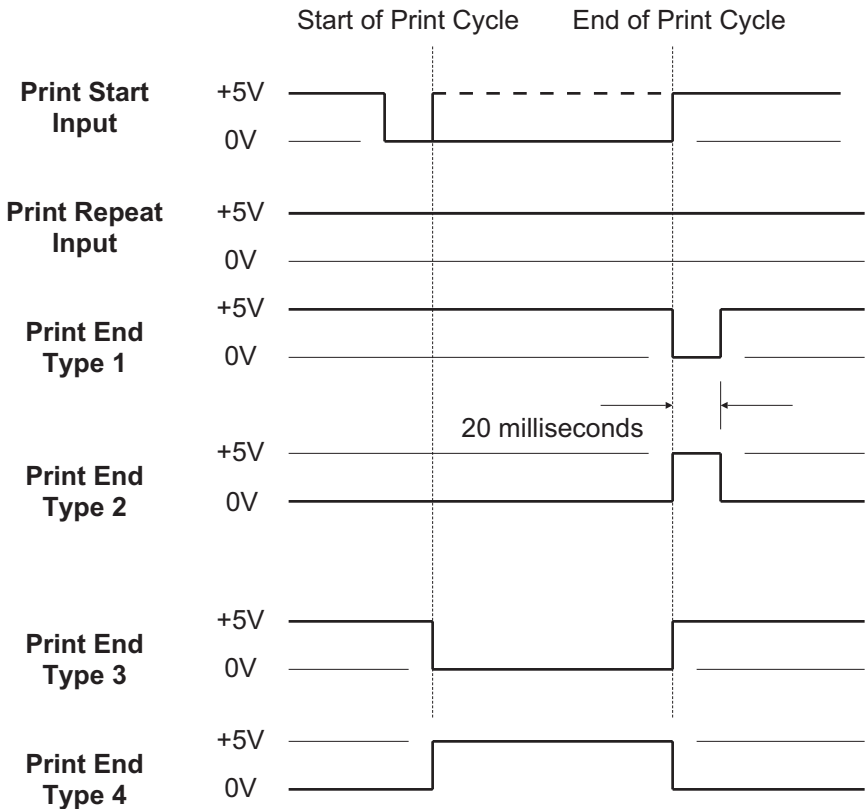 Start of Print Cycle End of Print Cycle
Print Start
Input
+5V
0V
Print Repeat
Input
+5V
0V
Print End
Type 1
+5V
0V
20 milliseconds
Print End
Type 2
+5V
0V
Print End
Type 3
+5V
0V
Print End
Type 4
+5V
0V